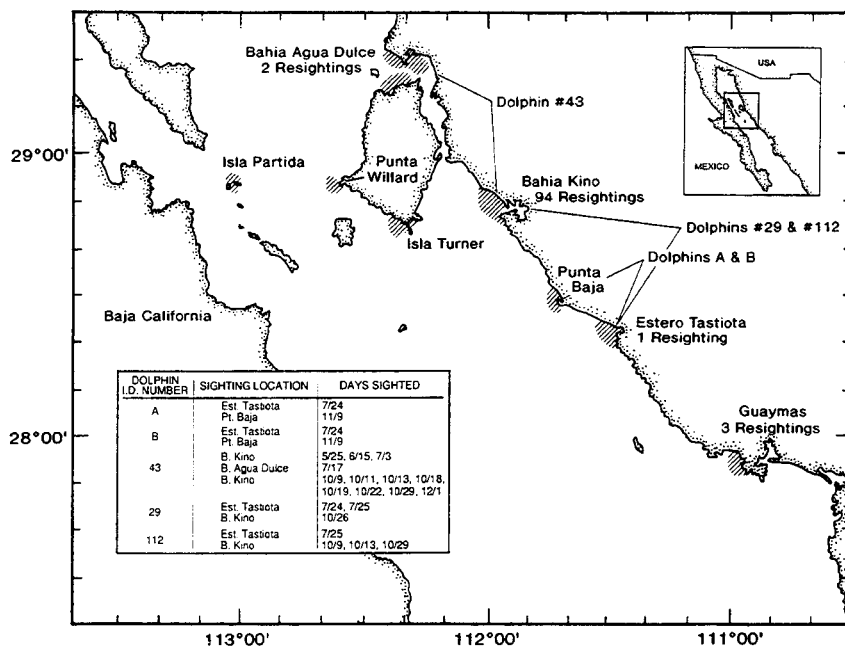 Bahia Agua Dulce
2 Resightings
USA
MEXICO
Dolphin #43
29°00'
Isla Partida
Punta
Willard
Bahia Kino
94 Resightings
Dolphins #29 & #112
Isla Turner
Dolphins A & B
Punta
Baja
Baja California
Estero Tastiota
1 Resighting
DOLPHIN I.D. NUMBER SIGHTING LOCATION DAYS SIGHTED
A Est. Tastiota 7/24
Pt. Baja 11/9
B Est. Tastiota 7/24
Pt. Baja 11/9
43 B. Kino 5/25, 6/15, 7/3
B. Agua Dulce 7/17
B. Kino 10/9, 10/11, 10/13, 10/18,
10/19, 10/22, 10/29, 12/1
29 Est. Tastiota 7/24, 7/25
B. Kino 10/26
112 Est. Tastiota 7/25
B. Kino 10/9, 10/13, 10/29
28°00'
Guaymas
3 Resightings
113°00' 112°00' 111°00'